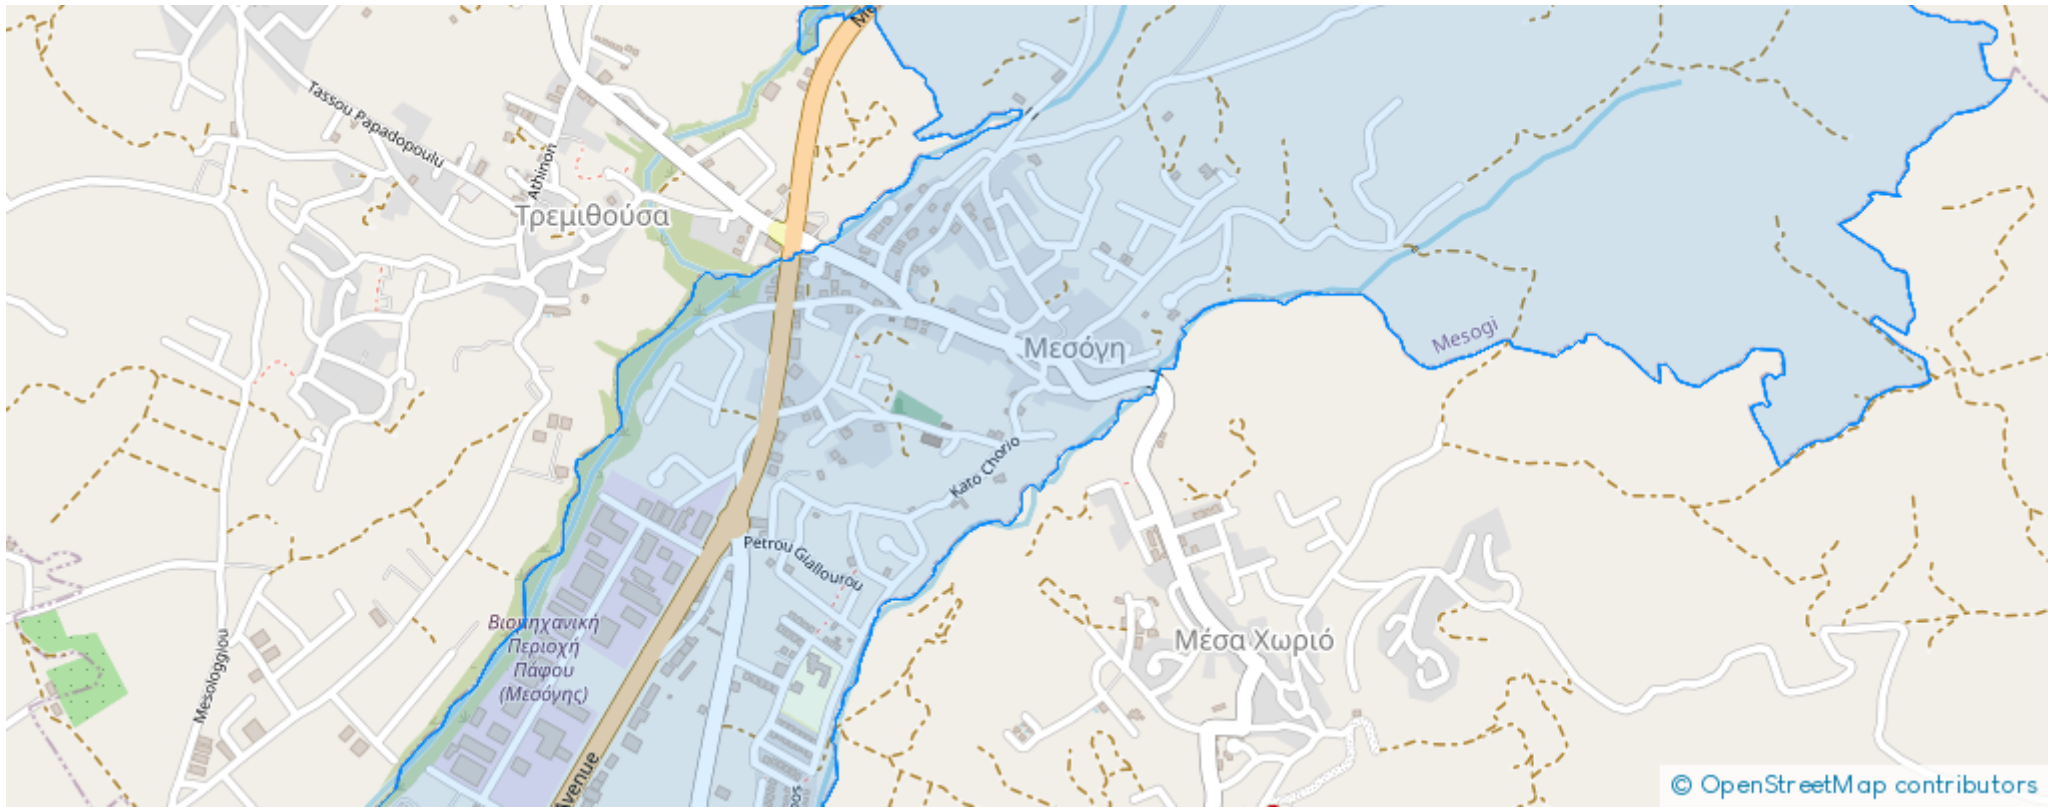 Tassou Papadopoulu
Athinon
Τρεμιθούσα
Mesogi
Μεσόγη
Kato Chorio
Petrou Giallourou
Βιομηχανική
Περιοχή
Πάφου
(Μεσόγης)
Mesologgiou
Μέσα Χωριό
Avenue
© OpenStreetMap contributors